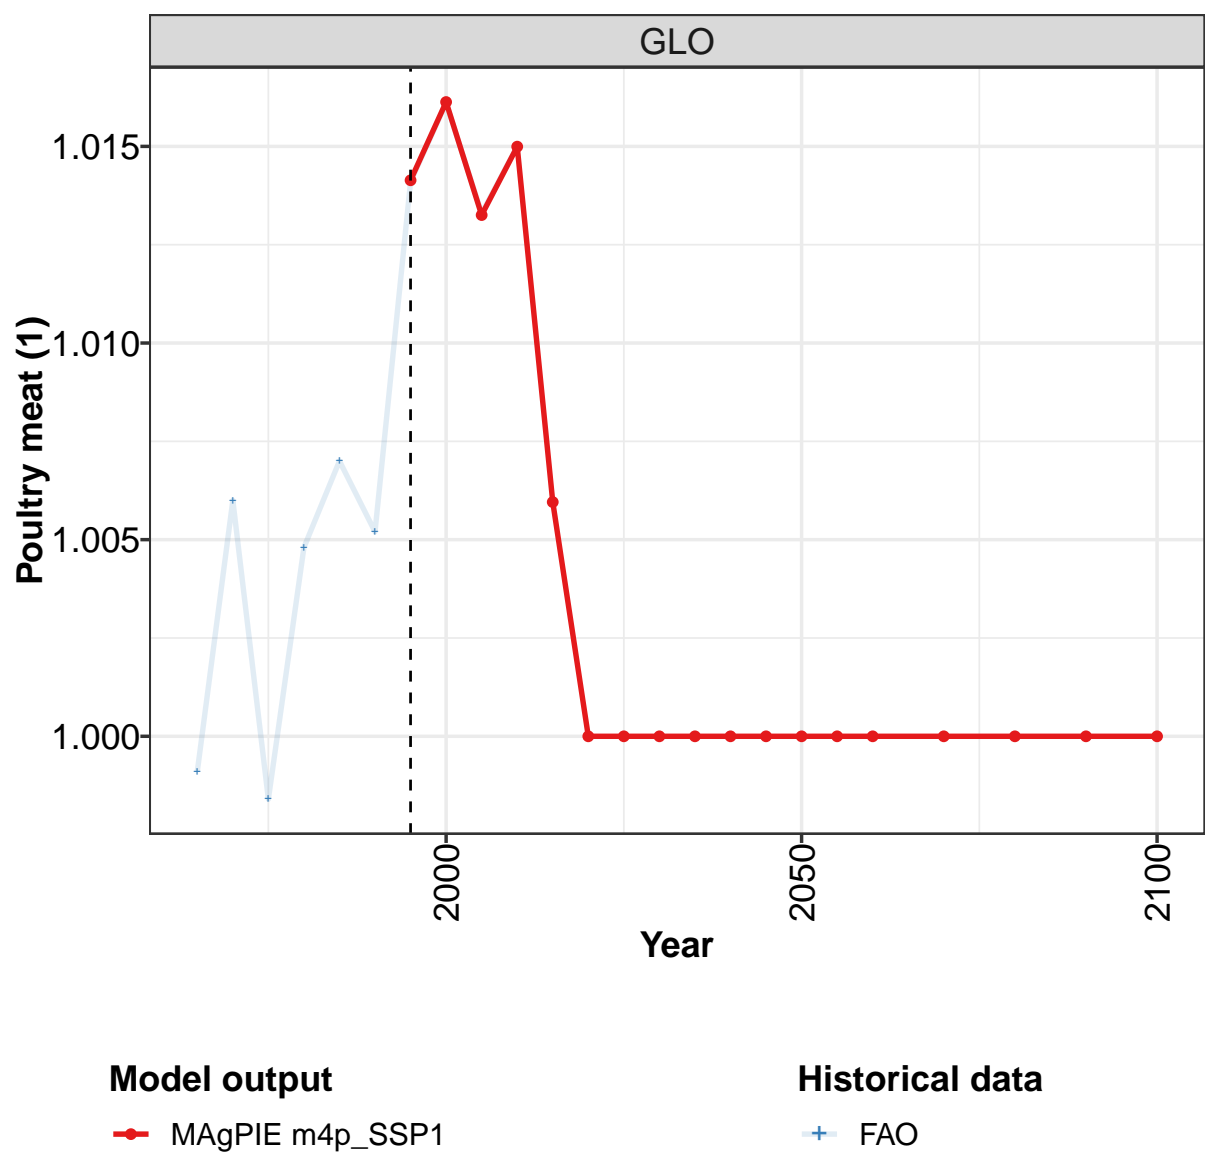 GLO
Poultry meat (1)
1.015
1.010
1.005
1.000
2000
2050
2100
Year
Model output
MAgPIE m4p_SSP1
Historical data
FAO